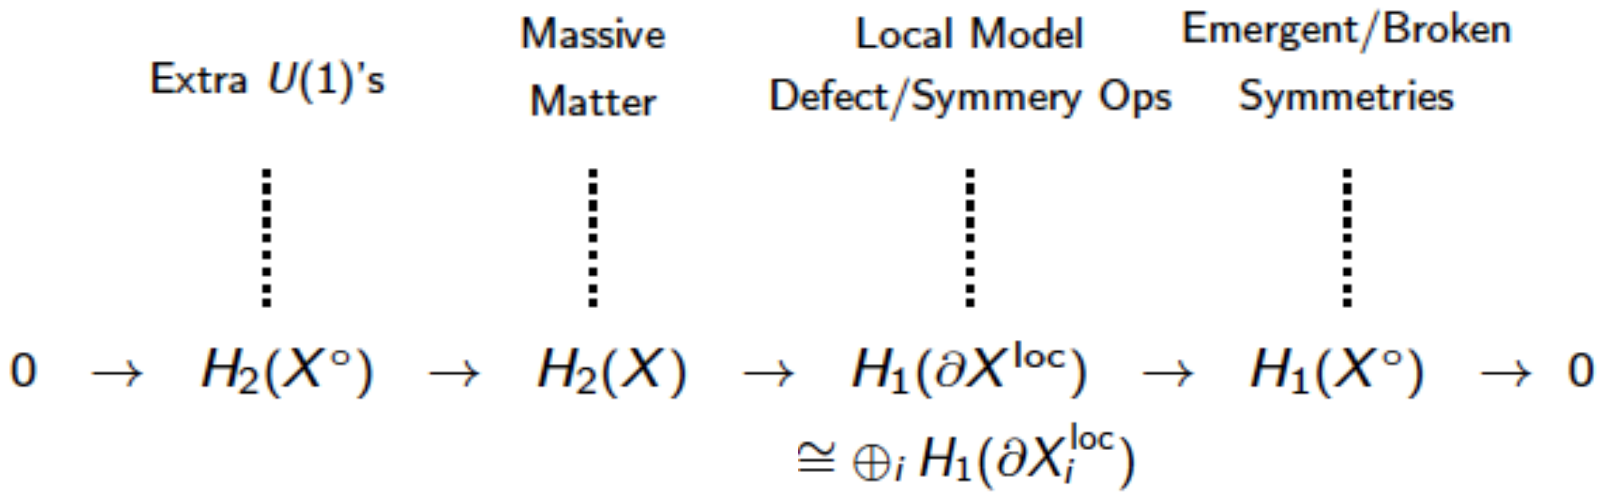 Extra U(1)'s
Massive
Matter
Local Model
Defect/Symmery Ops
Emergent/Broken
Symmetries
0 → H₂(X°) → H₂(X) → H₁(∂X^loc) → H₁(X°) → 0
≅ ⊕ᵢ H₁(∂Xᵢ^loc)